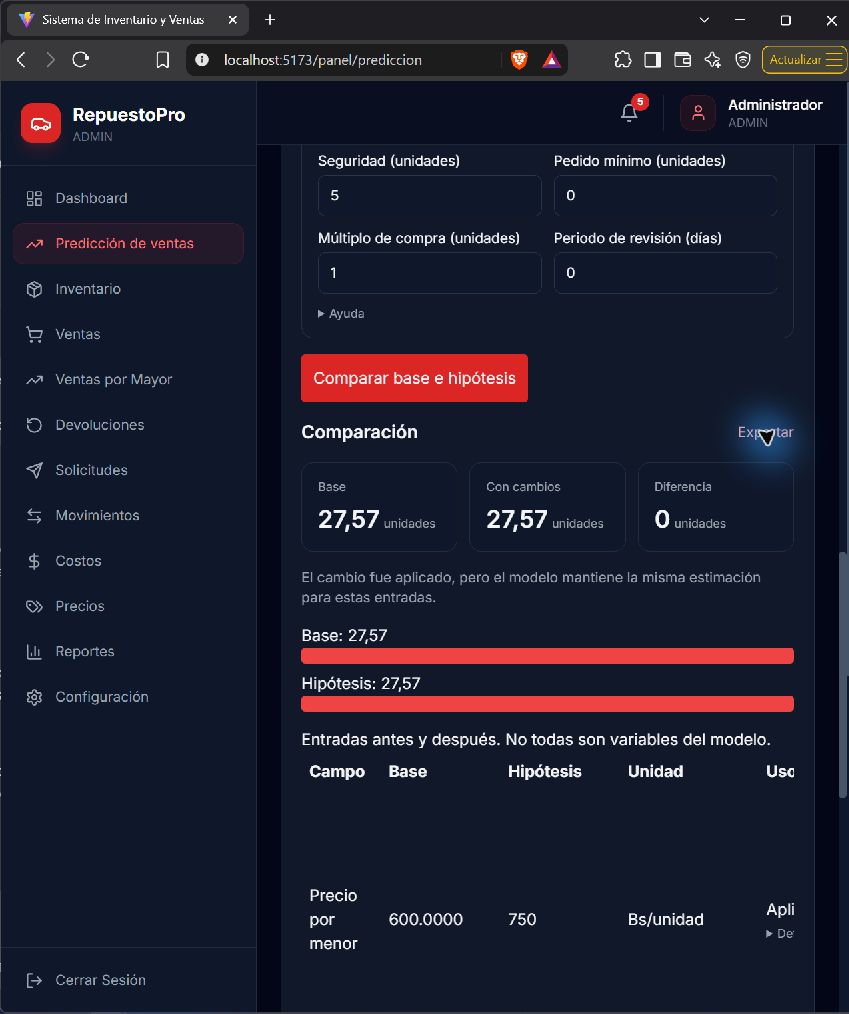 Sistema de Inventario y Ventas
localhost:5173/panel/prediccion
Actualizar
RepuestoPro
ADMIN
5
Administrador
ADMIN
Dashboard
Predicción de ventas
Inventario
Ventas
Ventas por Mayor
Devoluciones
Solicitudes
Movimientos
Costos
Precios
Reportes
Configuración
Cerrar Sesión
Seguridad (unidades)
Pedido mínimo (unidades)
5
0
Múltiplo de compra (unidades)
Periodo de revisión (días)
1
0
Ayuda
Comparar base e hipótesis
Comparación
Base
Con cambios
Diferencia
27,57 unidades
27,57 unidades
0 unidades
El cambio fue aplicado, pero el modelo mantiene la misma estimación
para estas entradas.
Base: 27,57
Hipótesis: 27,57
Entradas antes y después. No todas son variables del modelo.
Campo Base Hipótesis Unidad
Precio
por
menor
600.0000 750 Bs/unidad